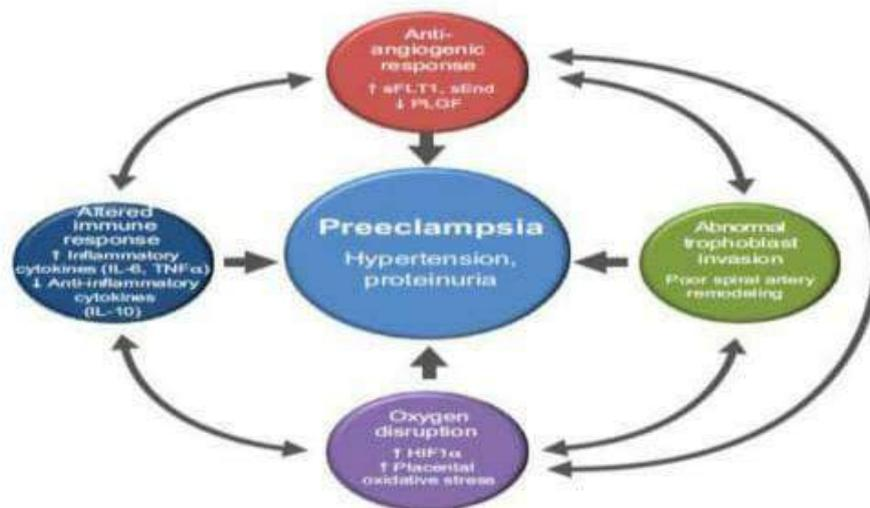 Anti-
angiogenic
response
↑ sFLT1, sEnd
↓ PLGF
Altered
immune
response
↑ Inflammatory
cytokines (IL-6, TNFα)
↓ Anti-inflammatory
cytokines
(IL-10)
Preeclampsia
Hypertension,
proteinuria
Abnormal
trophoblast
invasion
Poor spiral artery
remodeling
Oxygen
disruption
↑ HIF1α
↑ Placental
oxidative stress